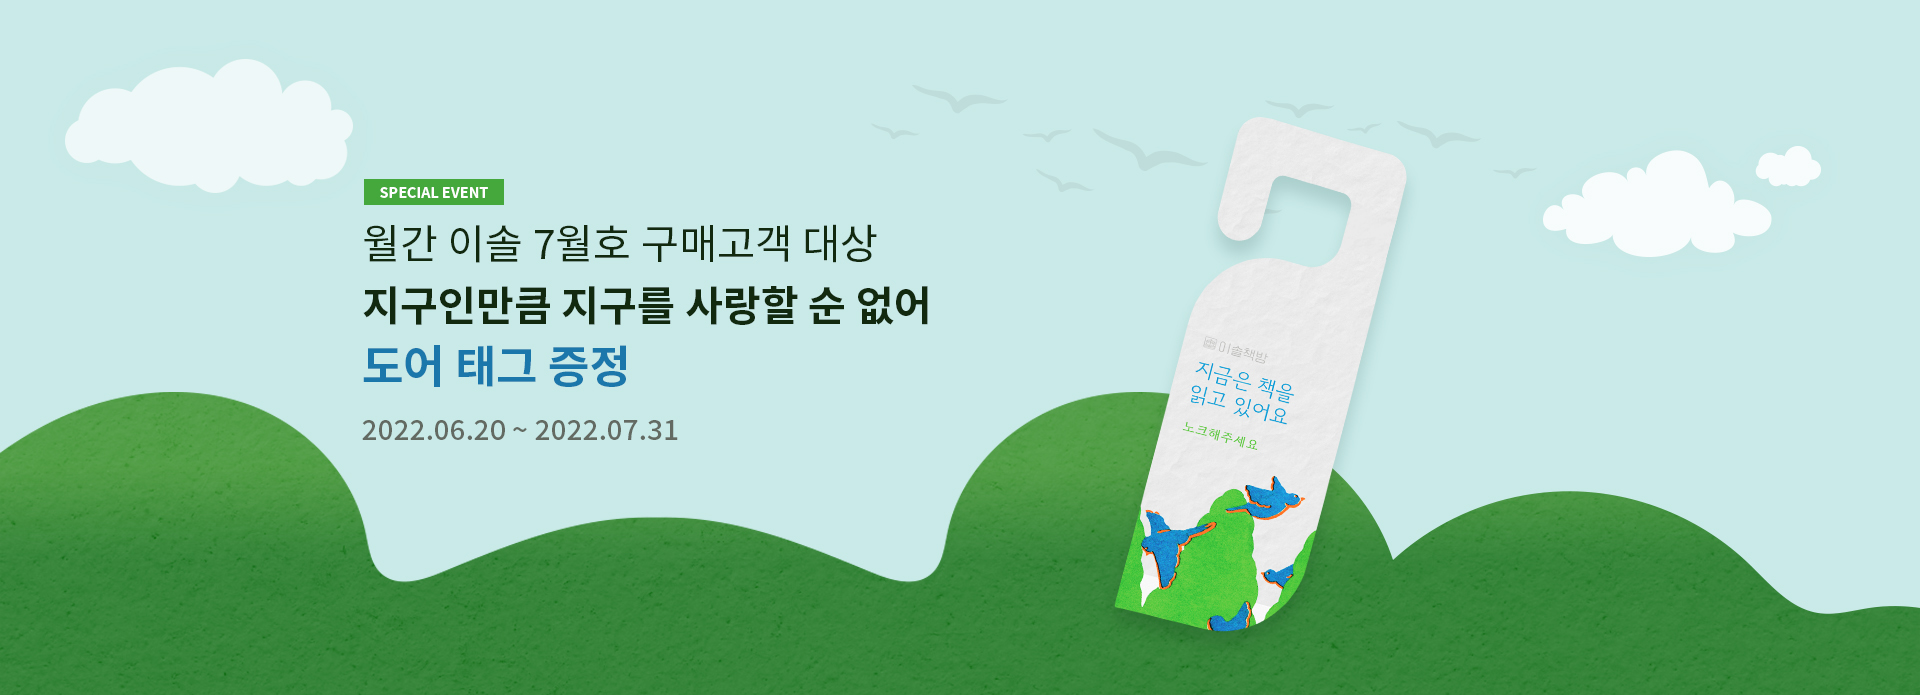 SPECIAL EVENT
월간 이솔 7월호 구매고객 대상
지구인만큼 지구를 사랑할 순 없어
도어 태그 증정
2022.06.20 ~ 2022.07.31
이솔책방
지금은 책을
읽고 있어요
노크해주세요